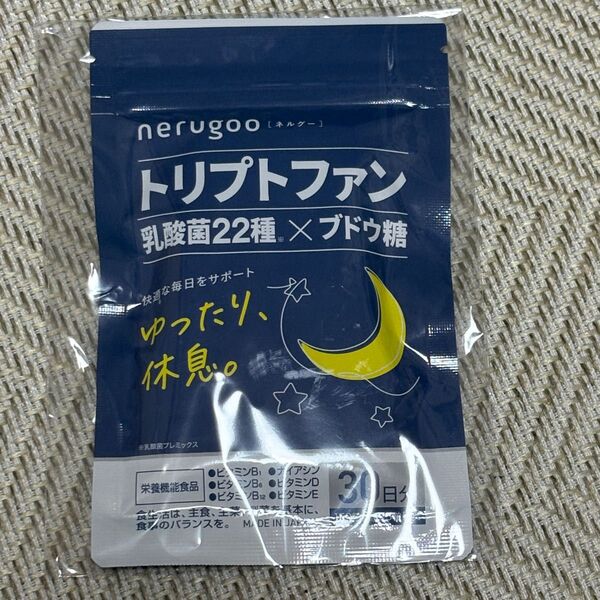 nerugoo [ネルグー]
トリプトファン
乳酸菌22種※×ブドウ糖
快適な毎日をサポート
ゆったり、
休息。
※乳酸菌プレミックス
栄養機能食品
●ビタミンB1 ●ナイアシン
●ビタミンB6 ●ビタミンD
●ビタミンB12 ●ビタミンE
30日分
食生活は、主食、主菜、副菜を基本に、
食事のバランスを。 MADE IN JAPAN